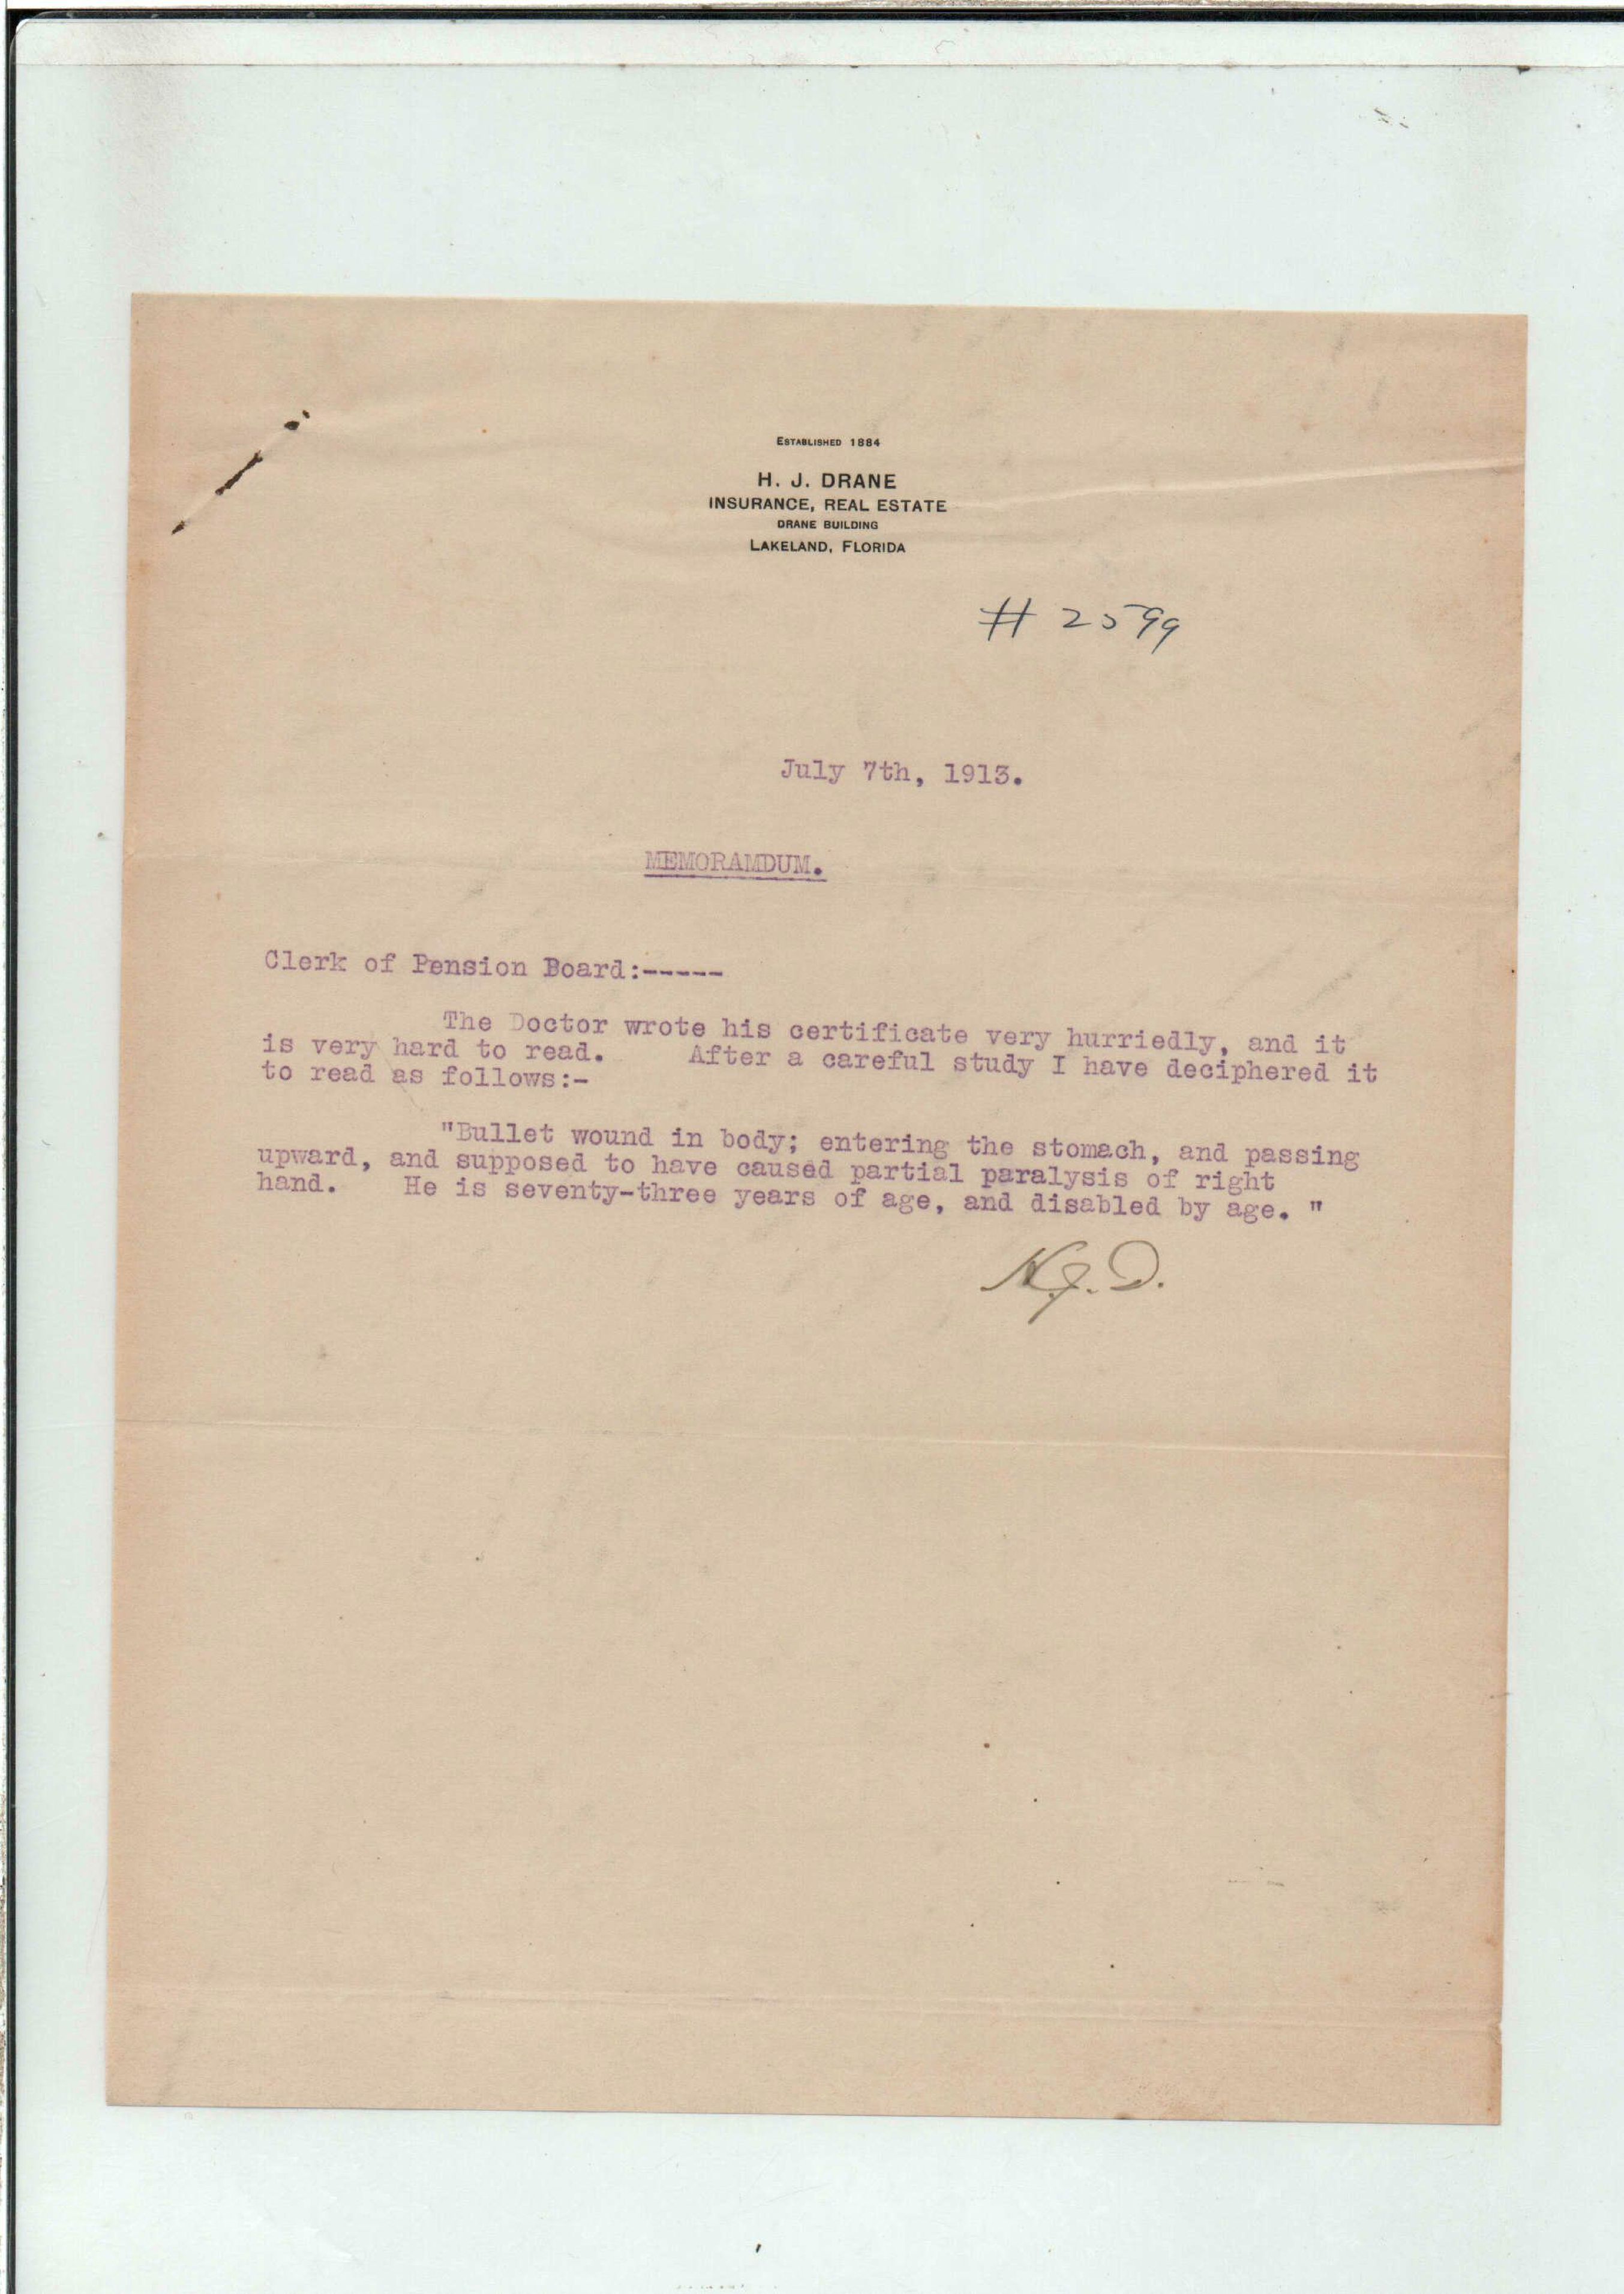 ESTABLISHED 1884
H. J. DRANE
INSURANCE, REAL ESTATE
DRANE BUILDING
LAKELAND, FLORIDA
# 2599
July 7th, 1913.
MEMORAMDUM.
Clerk of Pension Board:-----
The Doctor wrote his certificate very hurriedly, and it
is very hard to read. After a careful study I have deciphered it
to read as follows:-
"Bullet wound in body; entering the stomach, and passing
upward, and supposed to have caused partial paralysis of right
hand. He is seventy-three years of age, and disabled by age. "
H.J.D.